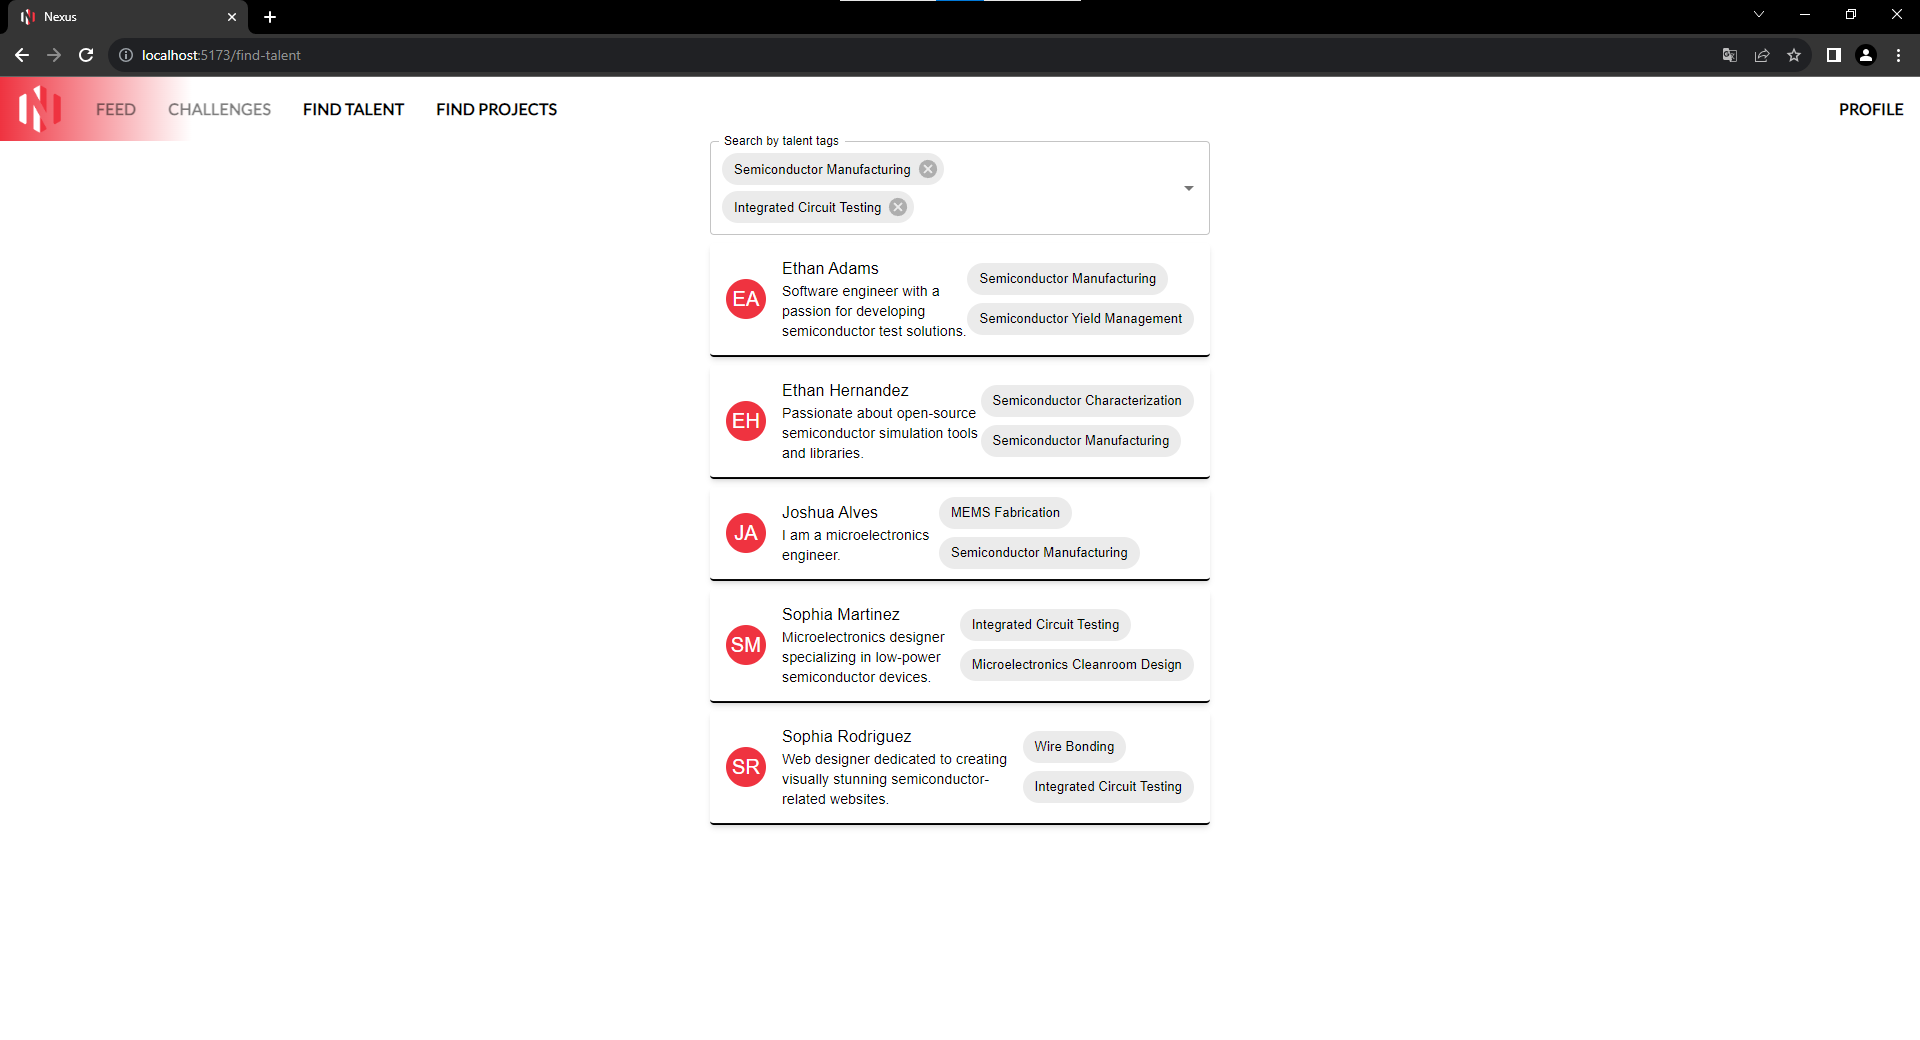 Nexus
localhost:5173/find-talent
FEED CHALLENGES FIND TALENT FIND PROJECTS PROFILE
Search by talent tags
Semiconductor Manufacturing
Integrated Circuit Testing
EA
Ethan Adams
Software engineer with a
passion for developing
semiconductor test solutions.
Semiconductor Manufacturing
Semiconductor Yield Management
EH
Ethan Hernandez
Passionate about open-source
semiconductor simulation tools
and libraries.
Semiconductor Characterization
Semiconductor Manufacturing
JA
Joshua Alves
I am a microelectronics
engineer.
MEMS Fabrication
Semiconductor Manufacturing
SM
Sophia Martinez
Microelectronics designer
specializing in low-power
semiconductor devices.
Integrated Circuit Testing
Microelectronics Cleanroom Design
SR
Sophia Rodriguez
Web designer dedicated to creating
visually stunning semiconductor-
related websites.
Wire Bonding
Integrated Circuit Testing